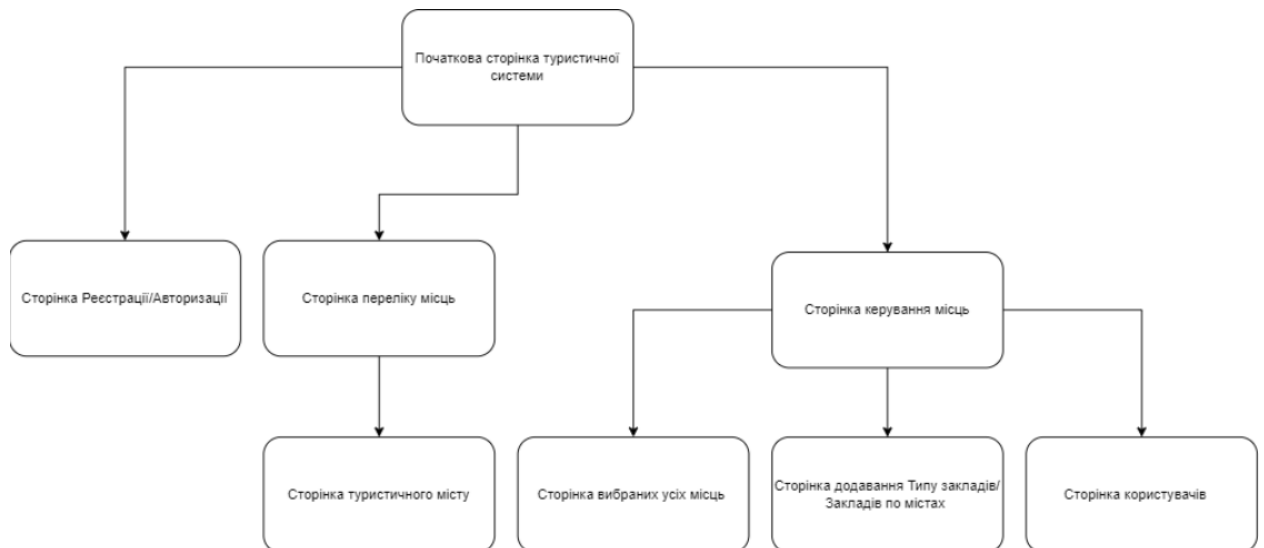 Початкова сторінка туристичної
системи
Сторінка Реєстрації/Авторизації
Сторінка переліку місць
Сторінка керування місць
Сторінка туристичного місту
Сторінка вибраних усіх місць
Сторінка додавання Типу закладів/
Закладів по містах
Сторінка користувачів